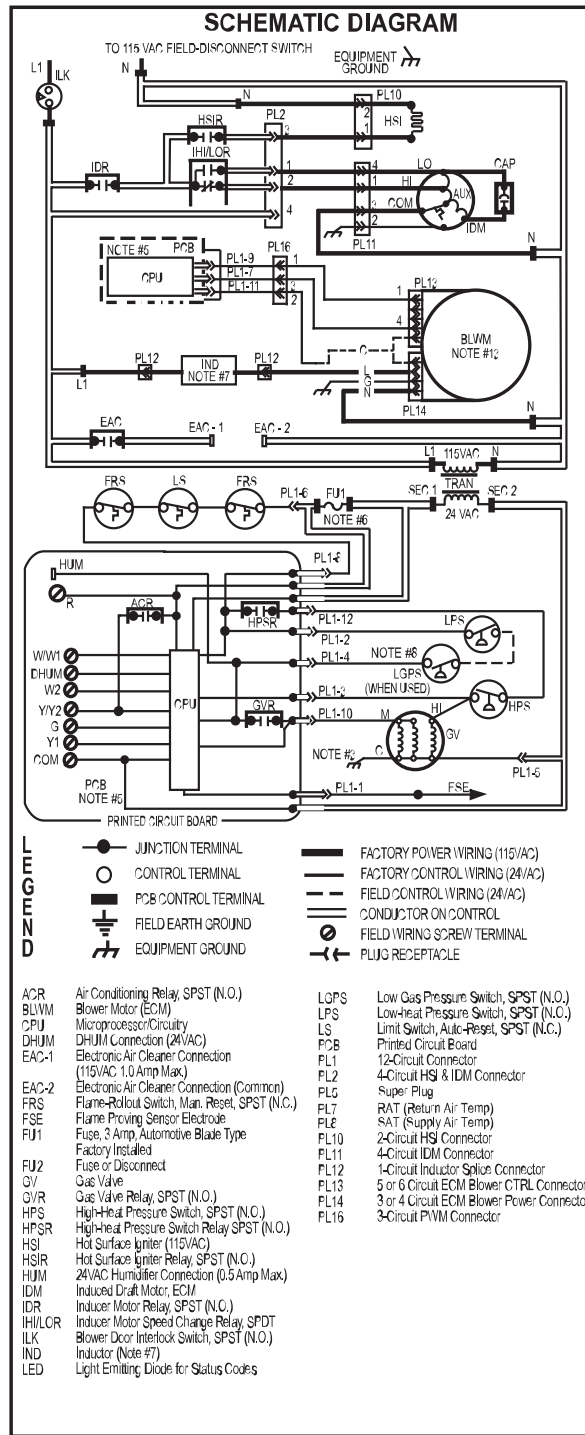 SCHEMATIC DIAGRAM
TO 115 VAC FIELD-DISCONNECT SWITCH
EQUIPMENT
GROUND
L1
ILK
N
N
PL10
2
1
HSI
PL2
HSIR
3
IHI/LOR
1
2
4
IDR
4
1
3
2
PL11
LO
HI
COM
AUX
IDM
CAP
N
NOTE #5
PCB
CPU
PL1-9
PL1-7
PL1-11
PL16
1
3
2
PL13
1
4
BLWM
NOTE #13
C
L
G
N
PL14
N
L1
PL12
IND
NOTE #7
PL12
EAC
EAC - 1
EAC - 2
L1
115VAC
N
TRAN
SEC 1
SEC 2
24 VAC
FRS
LS
FRS
PL1-6
FU1
NOTE #6
HUM
R
ACR
HPSR
PL1-8
PL1-12
PL1-2
PL1-4
NOTE #8
LPS
LGPS
(WHEN USED)
W/W1
DHUM
W2
Y/Y2
G
Y1
COM
CPU
GVR
PL1-3
PL1-10
HPS
M
HI
GV
C
NOTE #3
PL1-5
PCB
NOTE #5
PL1-1
FSE
PRINTED CIRCUIT BOARD
LEGEND
JUNCTION TERMINAL
CONTROL TERMINAL
PCB CONTROL TERMINAL
FIELD EARTH GROUND
EQUIPMENT GROUND
FACTORY POWER WIRING (115VAC)
FACTORY CONTROL WIRING (24VAC)
FIELD CONTROL WIRING (24VAC)
CONDUCTOR ON CONTROL
FIELD WIRING SCREW TERMINAL
PLUG RECEPTACLE
ACR Air Conditioning Relay, SPST (N.O.)
BLWM Blower Motor (ECM)
CPU Microprocessor/Circuitry
DHUM DHUM Connection (24VAC)
EAC-1 Electronic Air Cleaner Connection
(115VAC 1.0 Amp Max.)
EAC-2 Electronic Air Cleaner Connection (Common)
FRS Flame-Rollout Switch, Man. Reset, SPST (N.C.)
FSE Flame Proving Sensor Electrode
FU1 Fuse, 3 Amp, Automotive Blade Type
Factory Installed
FU2 Fuse or Disconnect
GV Gas Valve
GVR Gas Valve Relay, SPST (N.O.)
HPS High-Heat Pressure Switch, SPST (N.O.)
HPSR High-heat Pressure Switch Relay SPST (N.O.)
HSI Hot Surface Igniter (115VAC)
HSIR Hot Surface Igniter Relay, SPST (N.O.)
HUM 24VAC Humidifier Connection (0.5 Amp Max.)
IDM Induced Draft Motor, ECM
IDR Inducer Motor Relay, SPST (N.O.)
IHI/LOR Inducer Motor Speed Change Relay, SPDT
ILK Blower Door Interlock Switch, SPST (N.O.)
IND Inductor (Note #7)
LED Light Emitting Diode for Status Codes
LGPS Low Gas Pressure Switch, SPST (N.O.)
LPS Low-heat Pressure Switch, SPST (N.O.)
LS Limit Switch, Auto-Reset, SPST (N.C.)
PCB Printed Circuit Board
PL1 12-Circuit Connector
PL2 4-Circuit HSI & IDM Connector
PL5 Super Plug
PL7 RAT (Return Air Temp)
PL8 SAT (Supply Air Temp)
PL10 2-Circuit HSI Connector
PL11 4-Circuit IDM Connector
PL12 1-Circuit Inductor Splice Connector
PL13 5 or 6 Circuit ECM Blower CTRL Connector
PL14 3 or 4 Circuit ECM Blower Power Connecto
PL16 3-Circuit PWM Connector